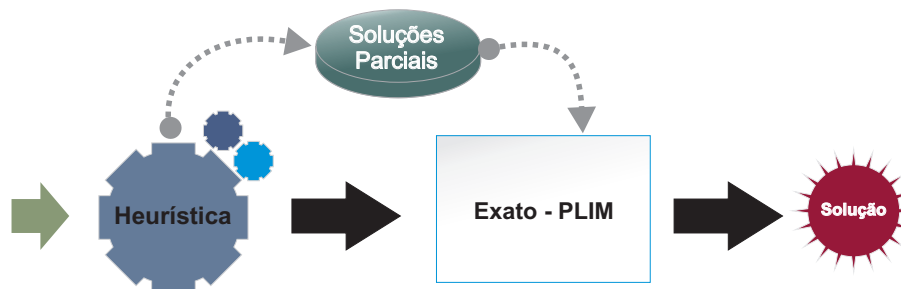 Soluções
Parciais
Heurística
Exato - PLIM
Solução